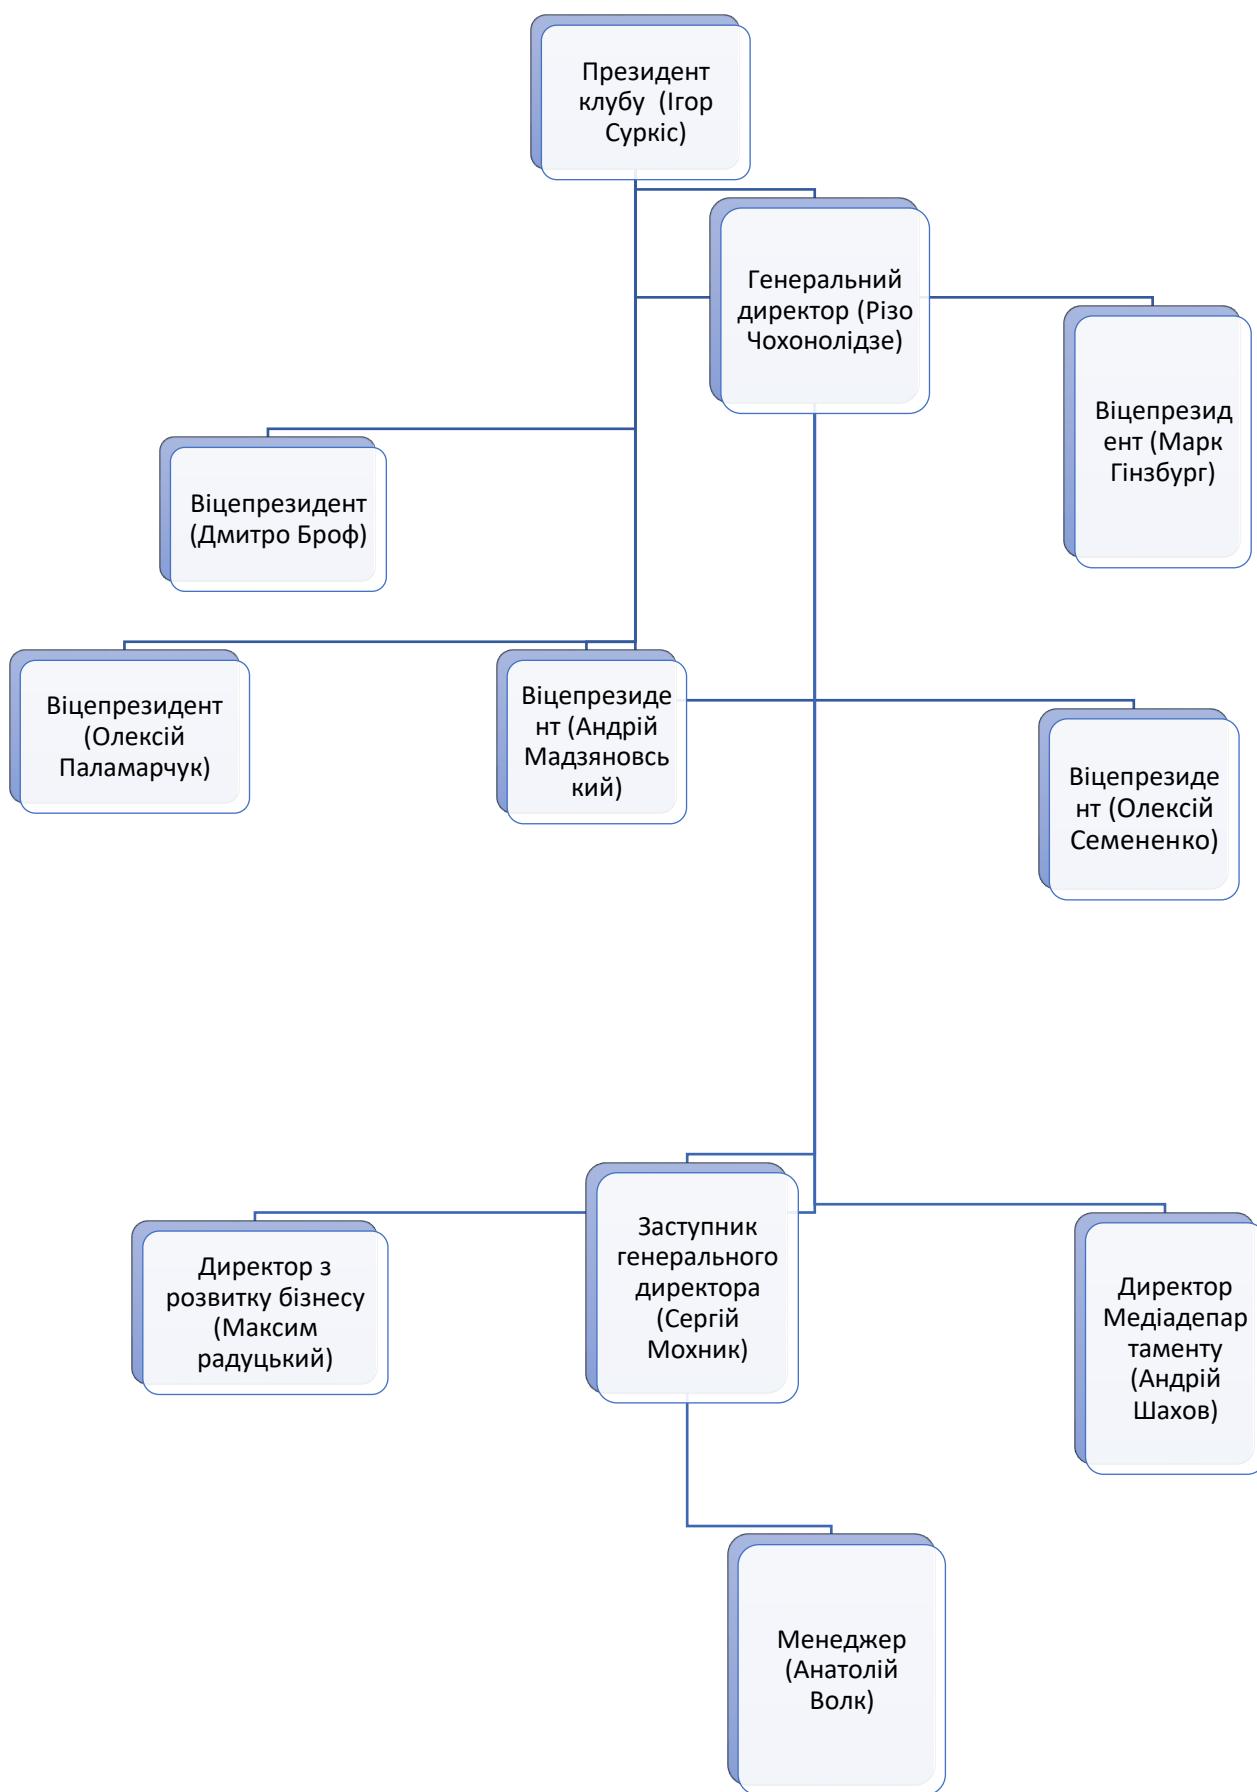 Президент
клубу (Ігор
Суркіс)
Генеральний
директор (Різо
Чохонолідзе)
Віцепрезид
ент (Марк
Гінзбург)
Віцепрезидент
(Дмитро Броф)
Віцепрезидент
(Олексій
Паламарчук)
Віцепрезиде
нт (Андрій
Мадзяновсь
кий)
Віцепрезиде
нт (Олексій
Семененко)
Директор з
розвитку бізнесу
(Максим
радуцький)
Заступник
генерального
директора
(Сергій
Мохник)
Директор
Медіадепар
таменту
(Андрій
Шахов)
Менеджер
(Анатолій
Волк)